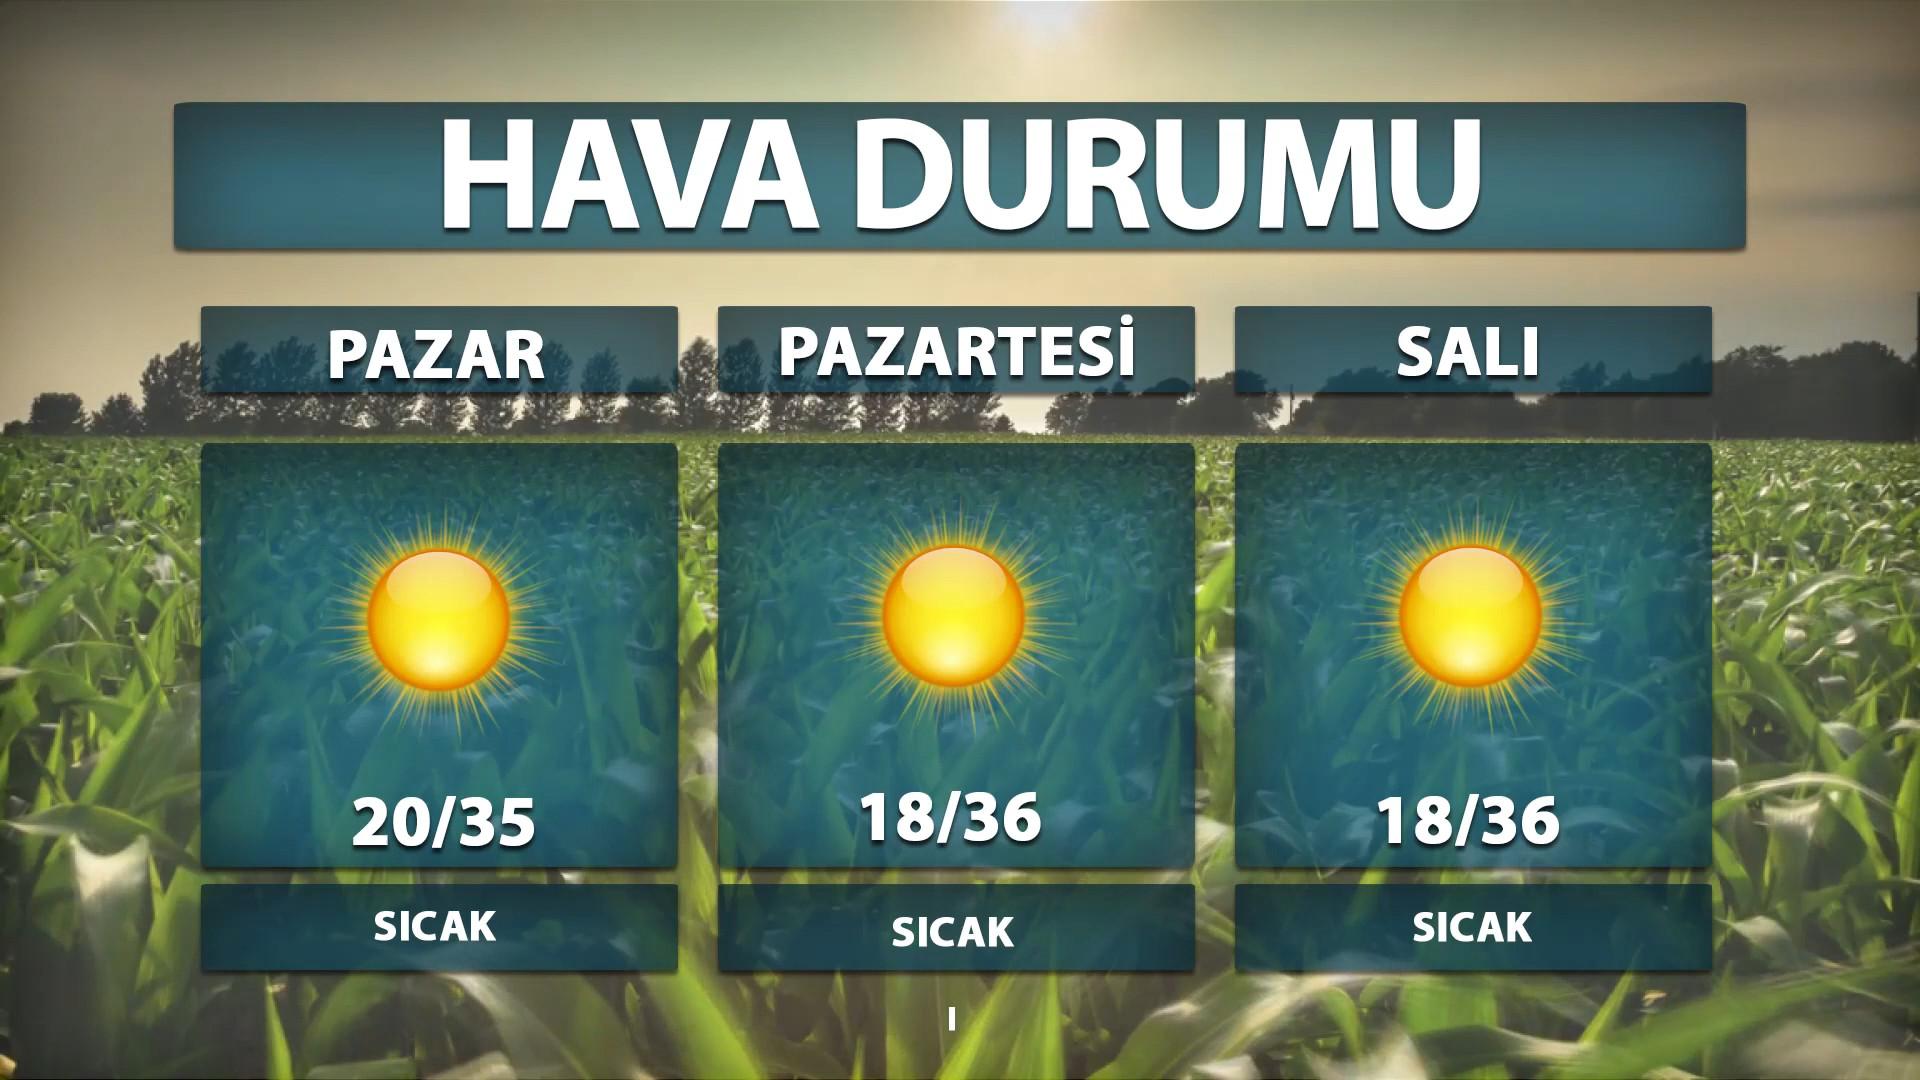 HAVA DURUMU
PAZAR
PAZARTESİ
SALI
20/35
18/36
18/36
SICAK
SICAK
SICAK
I